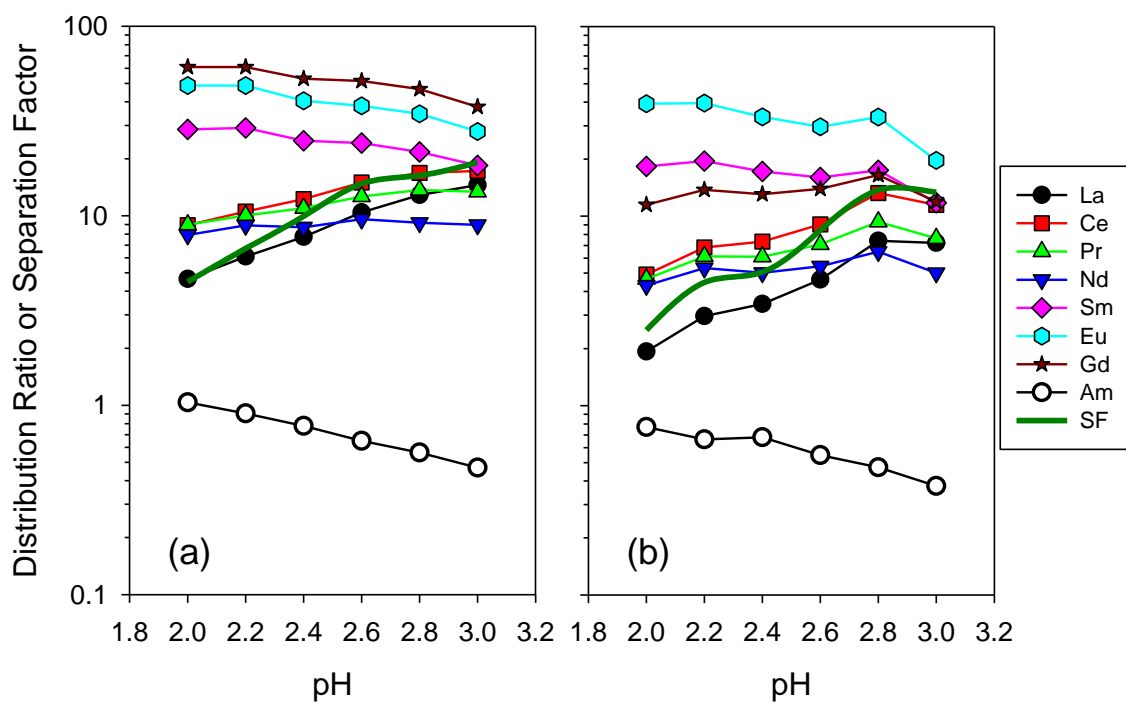 Distribution Ratio or Separation Factor
100
10
1
0.1
(a)
1.8 2.0 2.2 2.4 2.6 2.8 3.0 3.2
pH
(b)
1.8 2.0 2.2 2.4 2.6 2.8 3.0 3.2
pH
La
Ce
Pr
Nd
Sm
Eu
Gd
Am
SF